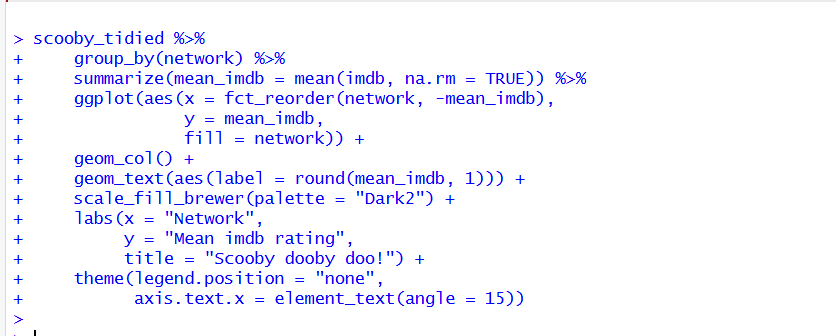 > scooby_tidied %>%
+     group_by(network) %>%
+     summarize(mean_imdb = mean(imdb, na.rm = TRUE)) %>%
+     ggplot(aes(x = fct_reorder(network, -mean_imdb),
+                y = mean_imdb,
+                fill = network)) +
+     geom_col() +
+     geom_text(aes(label = round(mean_imdb, 1))) +
+     scale_fill_brewer(palette = "Dark2") +
+     labs(x = "Network",
+          y = "Mean imdb rating",
+          title = "Scooby dooby doo!") +
+     theme(legend.position = "none",
+           axis.text.x = element_text(angle = 15))
>